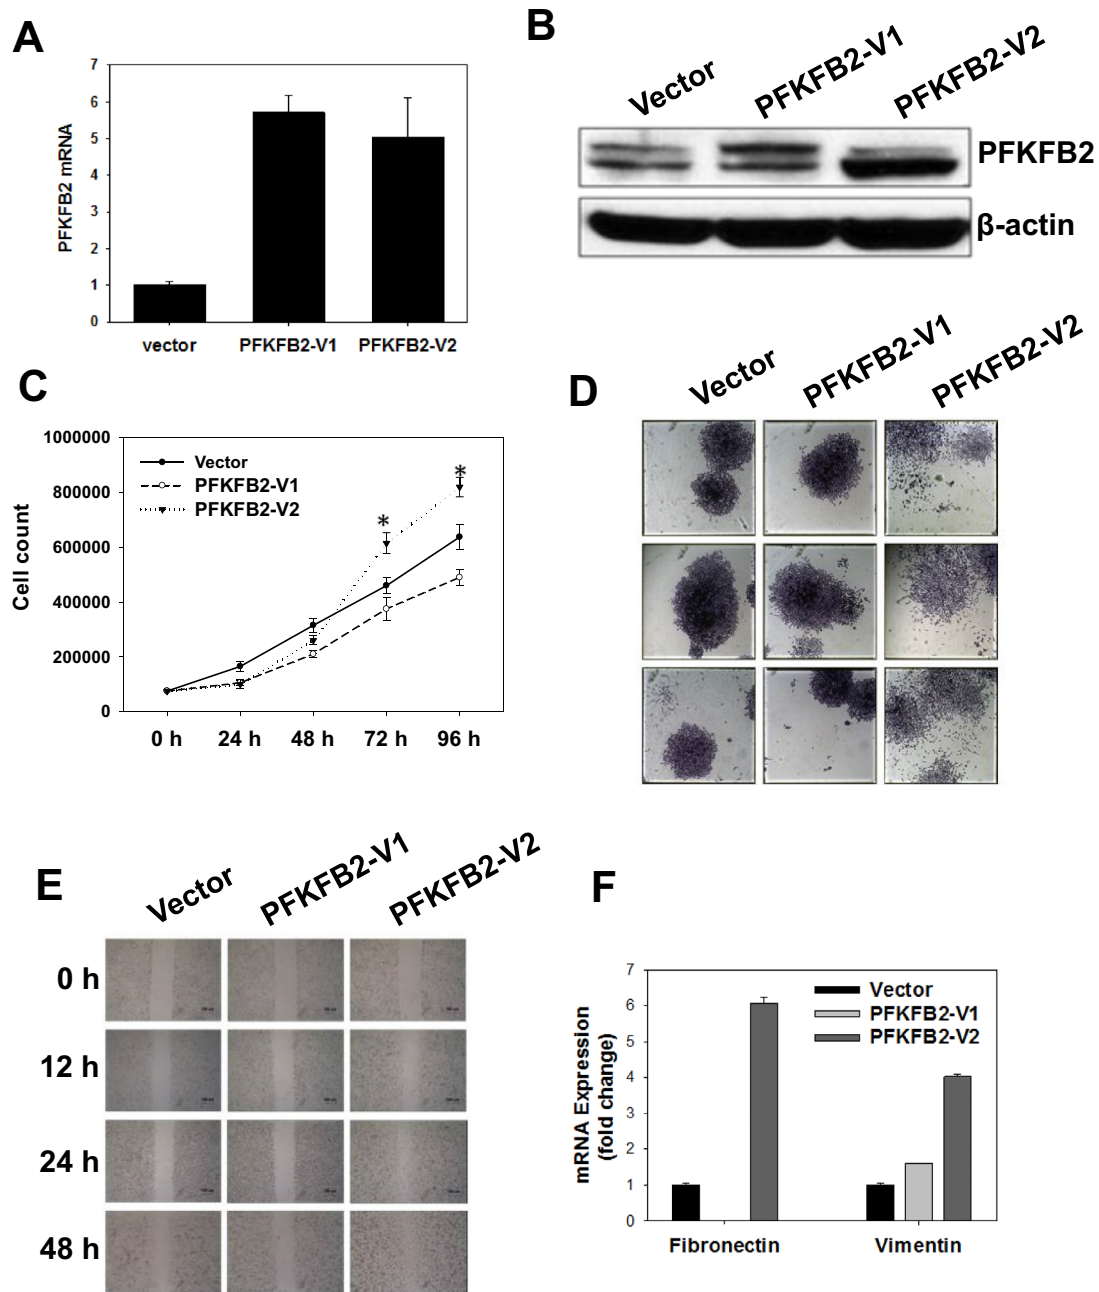 A
7
6
5
4
3
2
1
0
PFKFB2 mRNA
vector PFKFB2-V1 PFKFB2-V2
B
Vector PFKFB2-V1 PFKFB2-V2
PFKFB2
β-actin
C
1000000
800000
600000
400000
200000
0
Cell count
Vector
PFKFB2-V1
PFKFB2-V2
*
*
0 h 24 h 48 h 72 h 96 h
D
Vector PFKFB2-V1 PFKFB2-V2
E
Vector PFKFB2-V1 PFKFB2-V2
0 h
12 h
24 h
48 h
F
7
6
5
4
3
2
1
0
mRNA Expression
(fold change)
Vector
PFKFB2-V1
PFKFB2-V2
Fibronectin Vimentin